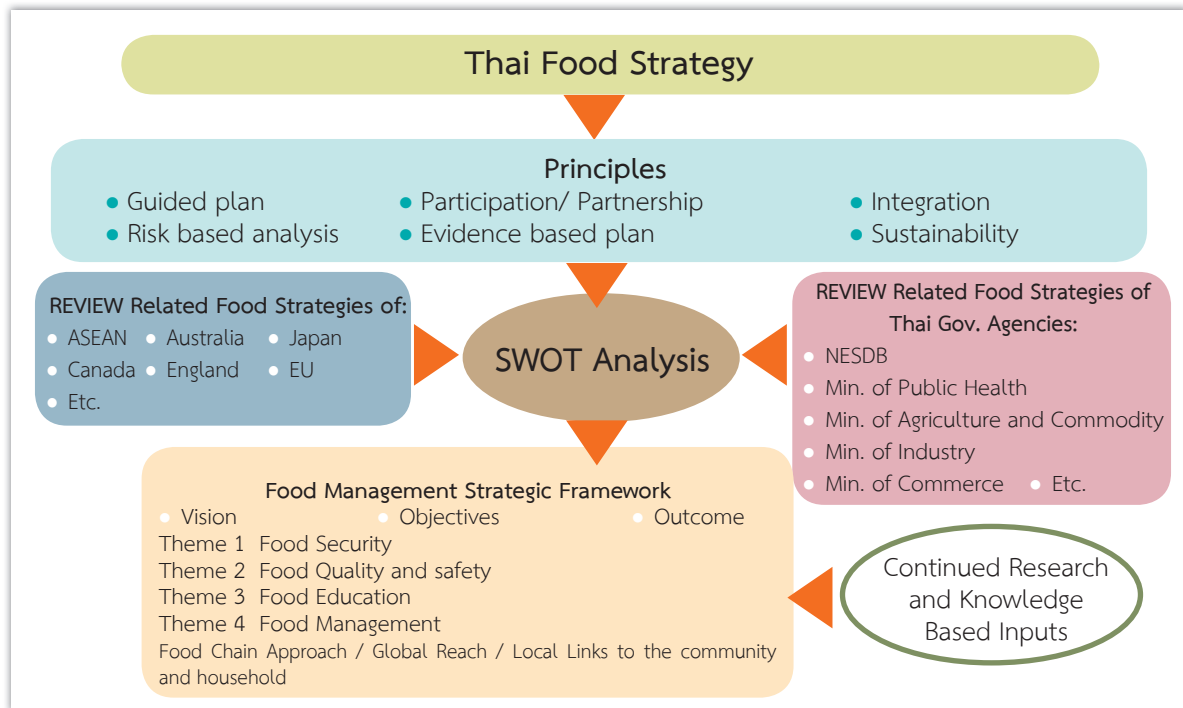 Thai Food Strategy
Principles
● Guided plan ● Participation/ Partnership ● Integration
● Risk based analysis ● Evidence based plan ● Sustainability
REVIEW Related Food Strategies of:
● ASEAN ● Australia ● Japan
● Canada ● England ● EU
● Etc.
SWOT Analysis
REVIEW Related Food Strategies of
Thai Gov. Agencies:
● NESDB
● Min. of Public Health
● Min. of Agriculture and Commodity
● Min. of Industry
● Min. of Commerce ● Etc.
Food Management Strategic Framework
● Vision ● Objectives ● Outcome
Theme 1 Food Security
Theme 2 Food Quality and safety
Theme 3 Food Education
Theme 4 Food Management
Food Chain Approach / Global Reach / Local Links to the community
and household
Continued Research
and Knowledge
Based Inputs